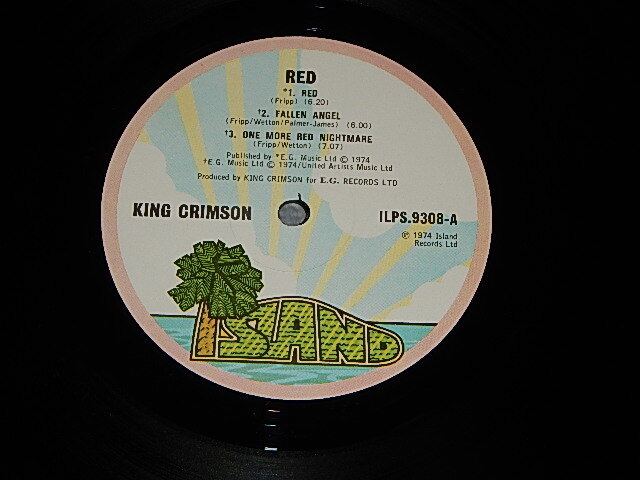 RED
*1. RED
(Fripp) (6.20)
†2. FALLEN ANGEL
(Fripp/Wetton/Palmer-James) (6.00)
†3. ONE MORE RED NIGHTMARE
(Fripp/Wetton) (7.07)
Published by *E.G. Music Ltd © 1974
†E.G. Music Ltd © 1974/United Artists Music Ltd
Produced by KING CRIMSON for E.G. RECORDS LTD
KING CRIMSON
ILPS.9308-A
℗ 1974 Island
Records Ltd
ISLAND